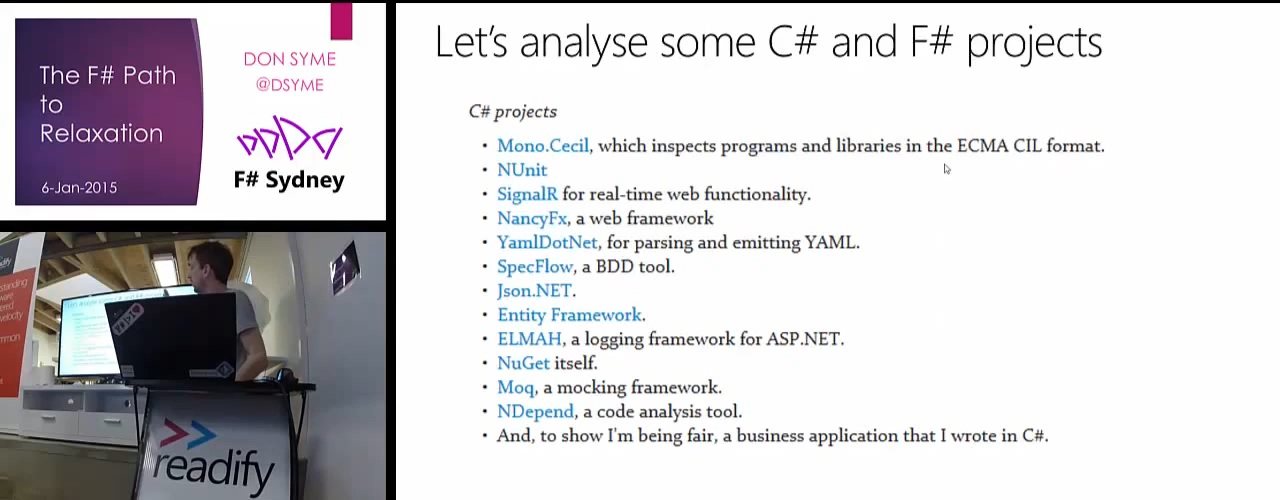 The F# Path
to
Relaxation
6-Jan-2015
DON SYME
@DSYME
F# Sydney
Let's analyse some C# and F# projects
C# projects
• Mono.Cecil, which inspects programs and libraries in the ECMA CIL format.
• NUnit
• SignalR for real-time web functionality.
• NancyFx, a web framework
• YamlDotNet, for parsing and emitting YAML.
• SpecFlow, a BDD tool.
• Json.NET.
• Entity Framework.
• ELMAH, a logging framework for ASP.NET.
• NuGet itself.
• Moq, a mocking framework.
• NDepend, a code analysis tool.
• And, to show I'm being fair, a business application that I wrote in C#.
readify